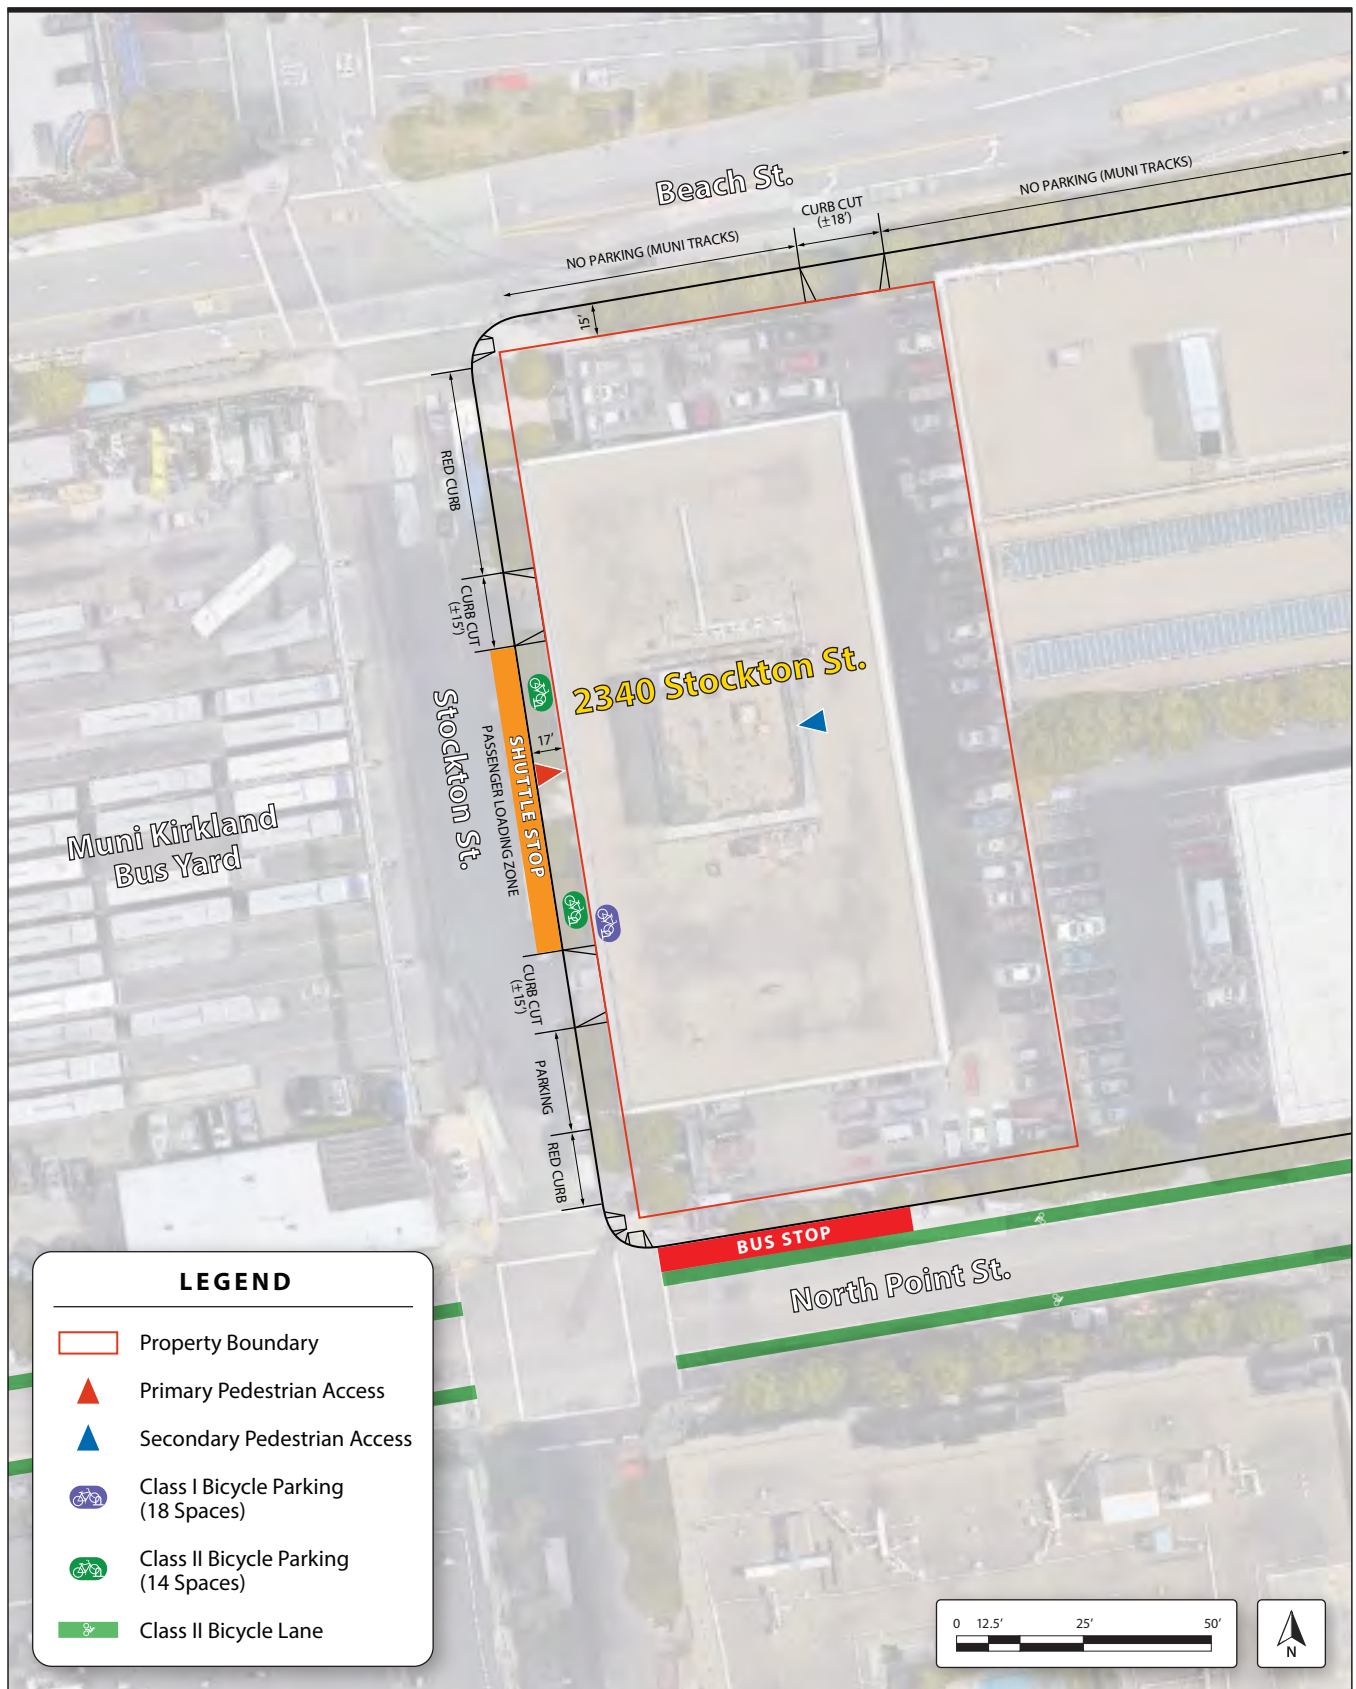 Beach St.
NO PARKING (MUNI TRACKS)
CURB CUT
(±18')
NO PARKING (MUNI TRACKS)
15'
RED CURB
CURB CUT
(±15')
2340 Stockton St.
Stockton St.
17'
SHUTTLE STOP
PASSENGER LOADING ZONE
Muni Kirkland
Bus Yard
CURB CUT
(±15')
PARKING
RED CURB
BUS STOP
North Point St.
LEGEND
Property Boundary
Primary Pedestrian Access
Secondary Pedestrian Access
Class I Bicycle Parking
(18 Spaces)
Class II Bicycle Parking
(14 Spaces)
Class II Bicycle Lane
0 12.5' 25' 50'
N